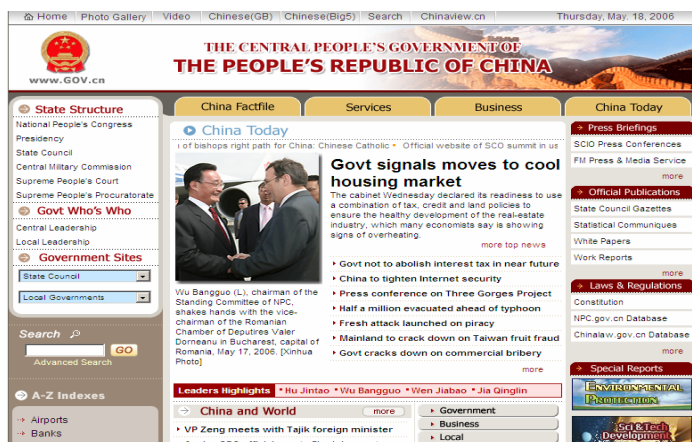 Home Photo Gallery Video Chinese(GB) Chinese(Big5) Search Chinaview.cn Thursday, May. 18, 2006
www.GOV.cn
THE CENTRAL PEOPLE'S GOVERNMENT OF
THE PEOPLE'S REPUBLIC OF CHINA
China Factfile Services Business China Today
State Structure
National People's Congress
Presidency
State Council
Central Military Commission
Supreme People's Court
Supreme People's Procuratorate
Govt Who's Who
Central Leadership
Local Leadership
Government Sites
State Council
Local Governments
Search
GO
Advanced Search
A-Z Indexes
Airports
Banks
China Today
of bishops right path for China: Chinese Catholic • Official website of SCO summit in us
Wu Bangguo (L), chairman of the
Standing Committee of NPC,
shakes hands with the vice-
chairman of the Romanian
Chamber of Deputires Valer
Dorneanu in Bucharest, capital of
Romania, May 17, 2006. [Xinhua
Photo]
Govt signals moves to cool
housing market
The cabinet Wednesday declared its readiness to use
a combination of tax, credit and land policies to
ensure the healthy development of the real-estate
industry, which many economists say is showing
signs of overheating.
more top news
Govt not to abolish interest tax in near future
China to tighten Internet security
Press conference on Three Gorges Project
Half a million evacuated ahead of typhoon
Fresh attack launched on piracy
Mainland to crack down on Taiwan fruit fraud
Govt cracks down on commercial bribery
more
Leaders Highlights • Hu Jintao • Wu Bangguo • Wen Jiabao • Jia Qinglin
China and World more
VP Zeng meets with Tajik foreign minister
Government
Business
Local
Press Briefings
SCIO Press Conferences
FM Press & Media Service
more
Official Publications
State Council Gazettes
Statistical Communiques
White Papers
Work Reports
more
Laws & Regulations
Constitution
NPC.gov.cn Database
Chinalaw.gov.cn Database
Special Reports
ENVIRONMENTAL
PROTECTION
Sci & Tech
Development